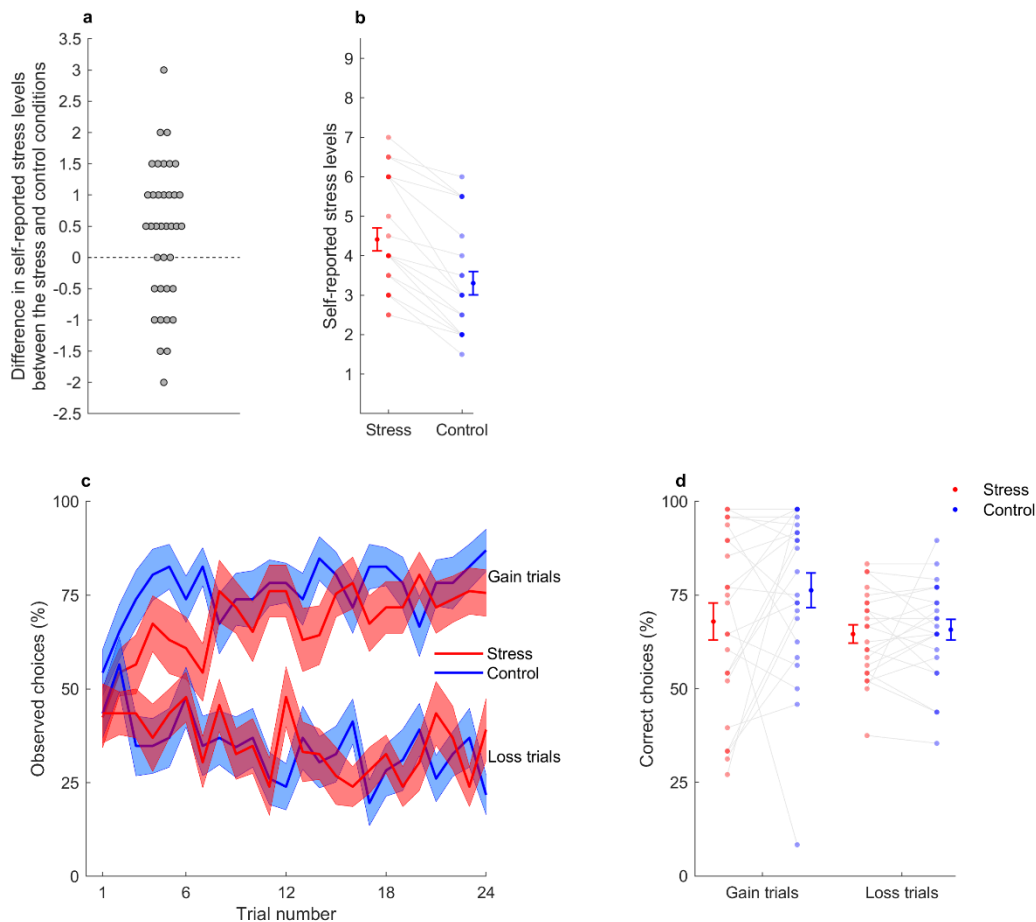 a
Difference in self-reported stress levels
between the stress and control conditions
3.5
3
2.5
2
1.5
1
0.5
0
-0.5
-1
-1.5
-2
-2.5
b
Self-reported stress levels
9
8
7
6
5
4
3
2
1
Stress
Control
c
Observed choices (%)
100
75
50
25
0
Gain trials
Stress
Control
Loss trials
1
6
12
18
24
Trial number
d
Correct choices (%)
100
75
50
25
0
Stress
Control
Gain trials
Loss trials